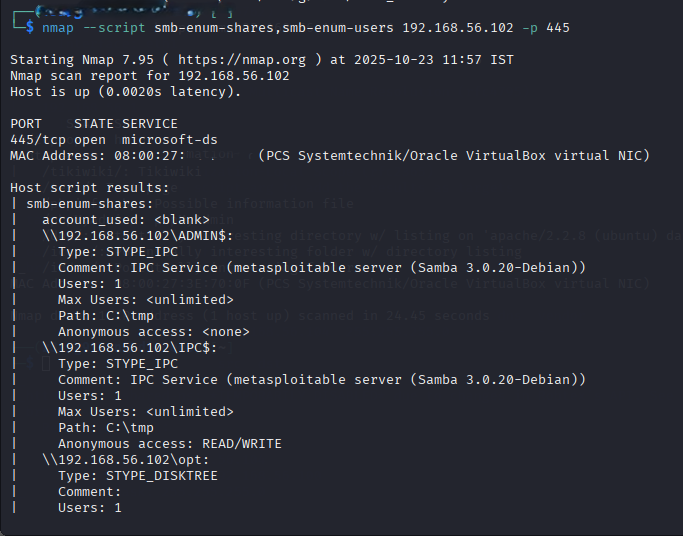 └─$ nmap --script smb-enum-shares,smb-enum-users 192.168.56.102 -p 445
Starting Nmap 7.95 ( https://nmap.org ) at 2025-10-23 11:57 IST
Nmap scan report for 192.168.56.102
Host is up (0.0020s latency).
PORT    STATE SERVICE
445/tcp open  microsoft-ds
MAC Address: 08:00:27: (PCS Systemtechnik/Oracle VirtualBox virtual NIC)
Host script results:
| smb-enum-shares:
|   account_used: <blank>
|   \\192.168.56.102\ADMIN$:
|     Type: STYPE_IPC
|     Comment: IPC Service (metasploitable server (Samba 3.0.20-Debian))
|     Users: 1
|     Max Users: <unlimited>
|     Path: C:\tmp
|     Anonymous access: <none>
|   \\192.168.56.102\IPC$:
|     Type: STYPE_IPC
|     Comment: IPC Service (metasploitable server (Samba 3.0.20-Debian))
|     Users: 1
|     Max Users: <unlimited>
|     Path: C:\tmp
|     Anonymous access: READ/WRITE
|   \\192.168.56.102\opt:
|     Type: STYPE_DISKTREE
|     Comment:
|     Users: 1